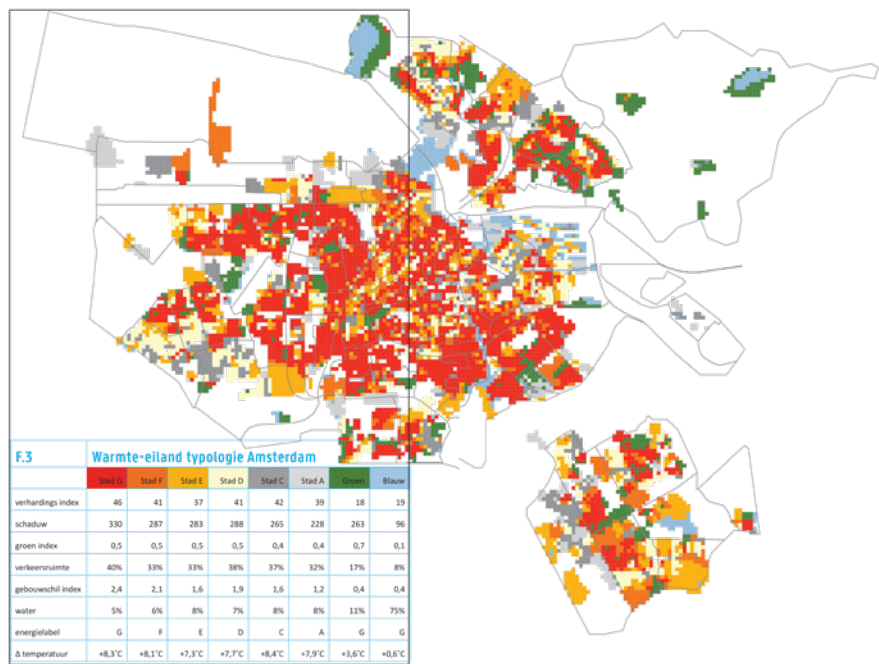 F.3 Warmte-eiland typologie Amsterdam
Stad G Stad F Stad E Stad D Stad C Stad A Groen Blauw
verhardings index 46 41 37 41 42 39 18 19
schaduw 330 287 283 288 265 228 263 96
groen index 0,5 0,5 0,5 0,5 0,4 0,4 0,7 0,1
verkeersruimte 40% 33% 33% 38% 37% 32% 17% 8%
gebouwschil index 2,4 2,1 1,6 1,9 1,6 1,2 0,4 0,4
water 5% 6% 8% 7% 8% 8% 11% 75%
energielabel G F E D C A G G
Δ temperatuur +8,3˚C +8,1˚C +7,3˚C +7,7˚C +8,4˚C +7,9˚C +3,6˚C +0,6˚C